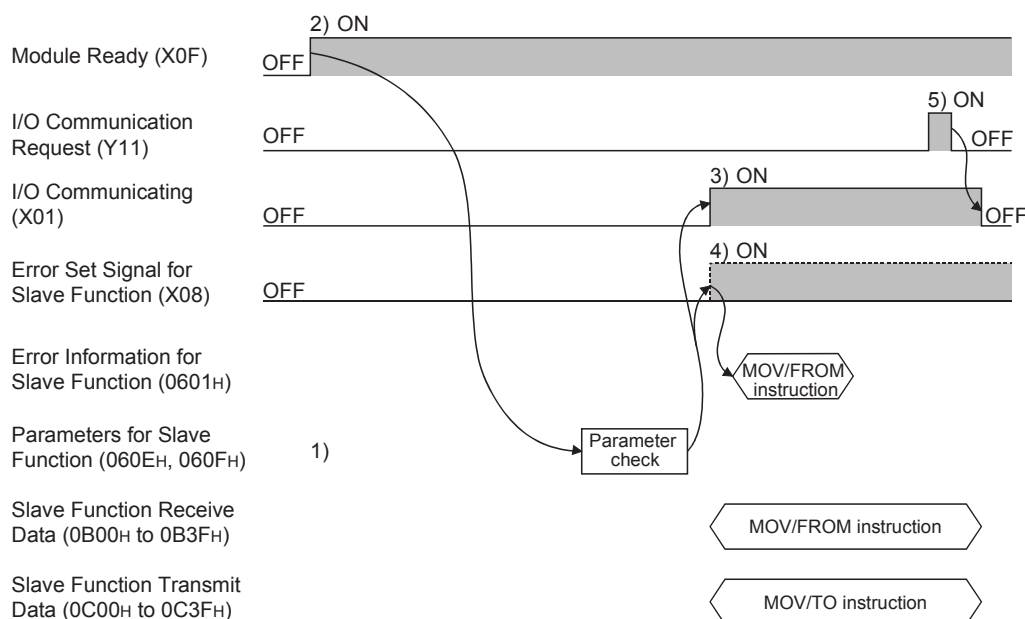 2) ON
Module Ready (X0F)
OFF
5) ON
I/O Communication
Request (Y11)
OFF
OFF
3) ON
I/O Communicating
(X01)
OFF
OFF
4) ON
Error Set Signal for
Slave Function (X08)
OFF
Error Information for
Slave Function (0601H)
MOV/FROM
instruction
Parameters for Slave
Function (060EH, 060FH)
1)
Parameter
check
Slave Function Receive
Data (0B00H to 0B3FH)
MOV/FROM instruction
Slave Function Transmit
Data (0C00H to 0C3FH)
MOV/TO instruction